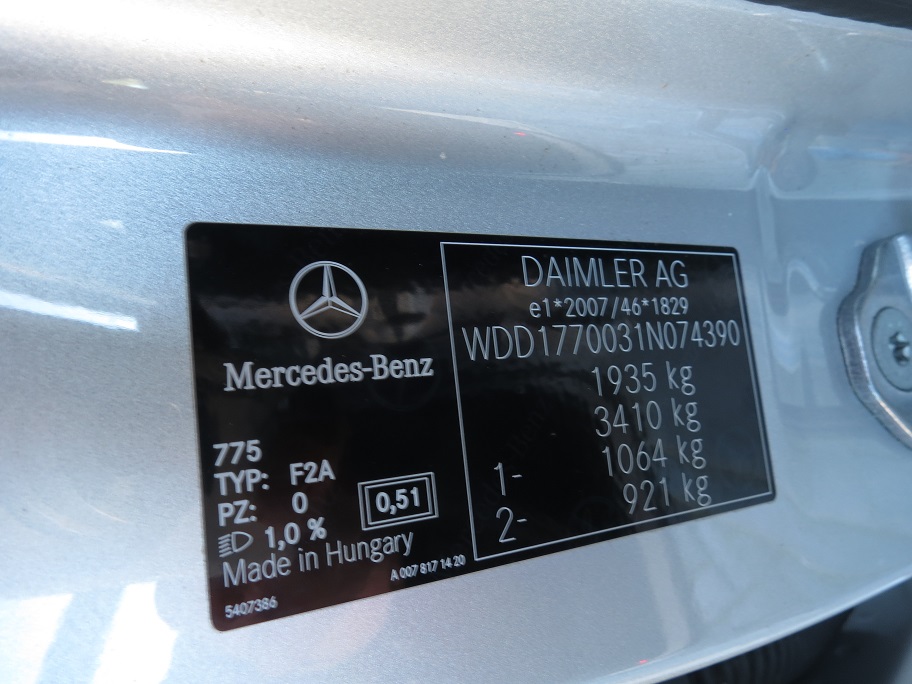 Mercedes-Benz
775
TYP: F2A
PZ: 0
1,0 %
0,51
Made in Hungary
A 007 817 14 20
5407386
DAIMLER AG
e1*2007/46*1829
WDD1770031N074390
1935 kg
3410 kg
1- 1064 kg
2- 921 kg